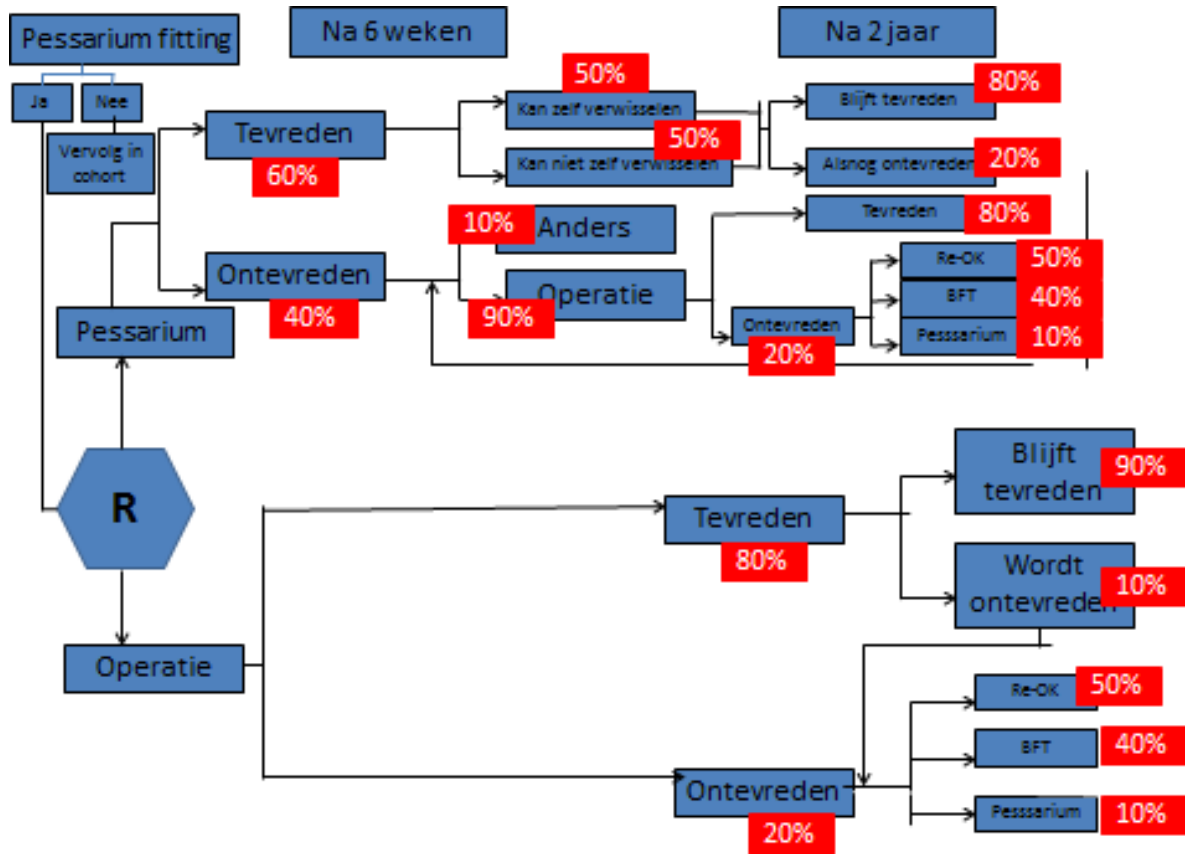 Pessarium fitting
Na 6 weken
Na 2 jaar
Ja
Nee
Vervolg in
cohort
Tevreden
60%
50%
Kan zelf verwisselen
50%
Kan niet zelf verwisselen
Blijft tevreden
80%
Alsnog ontevreden
20%
Ontevreden
40%
10%
Anders
90%
Operatie
Tevreden
80%
Ontevreden
20%
Re-OK
50%
BFT
40%
Pesssarium
10%
Pessarium
R
Operatie
Tevreden
80%
Blijft
tevreden
90%
Wordt
ontevreden
10%
Ontevreden
20%
Re-OK
50%
BFT
40%
Pesssarium
10%